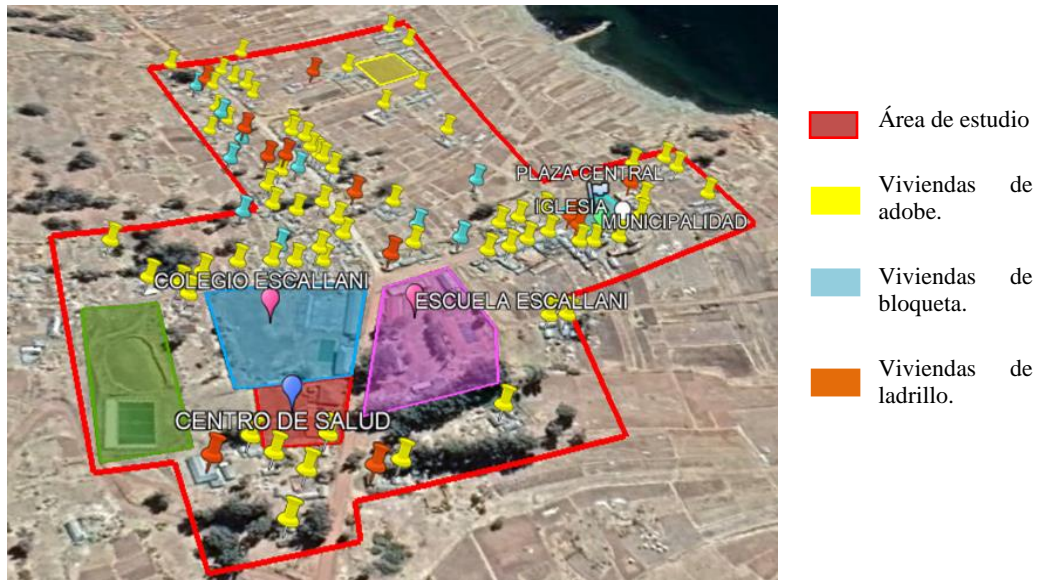 PLAZA CENTRAL
IGLESIA
MUNICIPALIDAD
COLEGIO ESCALLANI
ESCUELA ESCALLANI
CENTRO DE SALUD
Área de estudio
Viviendas de
adobe.
Viviendas de
bloqueta.
Viviendas de
ladrillo.